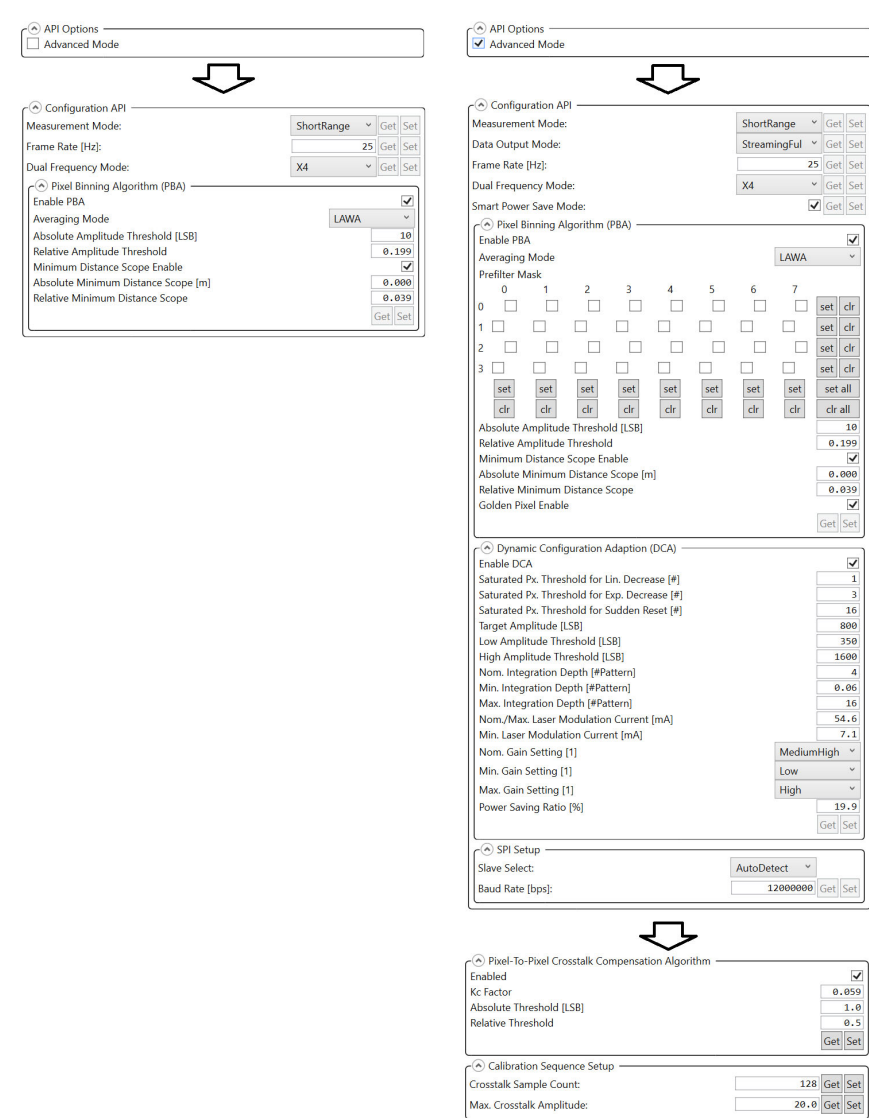 API Options
Advanced Mode
Configuration API
Measurement Mode: ShortRange Get Set
Frame Rate [Hz]: 25 Get Set
Dual Frequency Mode: X4 Get Set
Pixel Binning Algorithm (PBA)
Enable PBA
Averaging Mode LAWA
Absolute Amplitude Threshold [LSB] 10
Relative Amplitude Threshold 0.199
Minimum Distance Scope Enable
Absolute Minimum Distance Scope [m] 0.000
Relative Minimum Distance Scope 0.039
Get Set
API Options
Advanced Mode
Configuration API
Measurement Mode: ShortRange Get Set
Data Output Mode: StreamingFul Get Set
Frame Rate [Hz]: 25 Get Set
Dual Frequency Mode: X4 Get Set
Smart Power Save Mode: Get Set
Pixel Binning Algorithm (PBA)
Enable PBA
Averaging Mode LAWA
Prefilter Mask
0 1 2 3 4 5 6 7
0 set clr
1 set clr
2 set clr
3 set clr
set set set set set set set set set all
clr clr clr clr clr clr clr clr clr all
Absolute Amplitude Threshold [LSB] 10
Relative Amplitude Threshold 0.199
Minimum Distance Scope Enable
Absolute Minimum Distance Scope [m] 0.000
Relative Minimum Distance Scope 0.039
Golden Pixel Enable
Get Set
Dynamic Configuration Adaption (DCA)
Enable DCA
Saturated Px. Threshold for Lin. Decrease [#] 1
Saturated Px. Threshold for Exp. Decrease [#] 3
Saturated Px. Threshold for Sudden Reset [#] 16
Target Amplitude [LSB] 800
Low Amplitude Threshold [LSB] 350
High Amplitude Threshold [LSB] 1600
Nom. Integration Depth [#Pattern] 4
Min. Integration Depth [#Pattern] 0.06
Max. Integration Depth [#Pattern] 16
Nom./Max. Laser Modulation Current [mA] 54.6
Min. Laser Modulation Current [mA] 7.1
Nom. Gain Setting [1] MediumHigh
Min. Gain Setting [1] Low
Max. Gain Setting [1] High
Power Saving Ratio [%] 19.9
Get Set
SPI Setup
Slave Select: AutoDetect
Baud Rate [bps]: 12000000 Get Set
Pixel-To-Pixel Crosstalk Compensation Algorithm
Enabled
Kc Factor 0.059
Absolute Threshold [LSB] 1.0
Relative Threshold 0.5
Get Set
Calibration Sequence Setup
Crosstalk Sample Count: 128 Get Set
Max. Crosstalk Amplitude: 20.0 Get Set